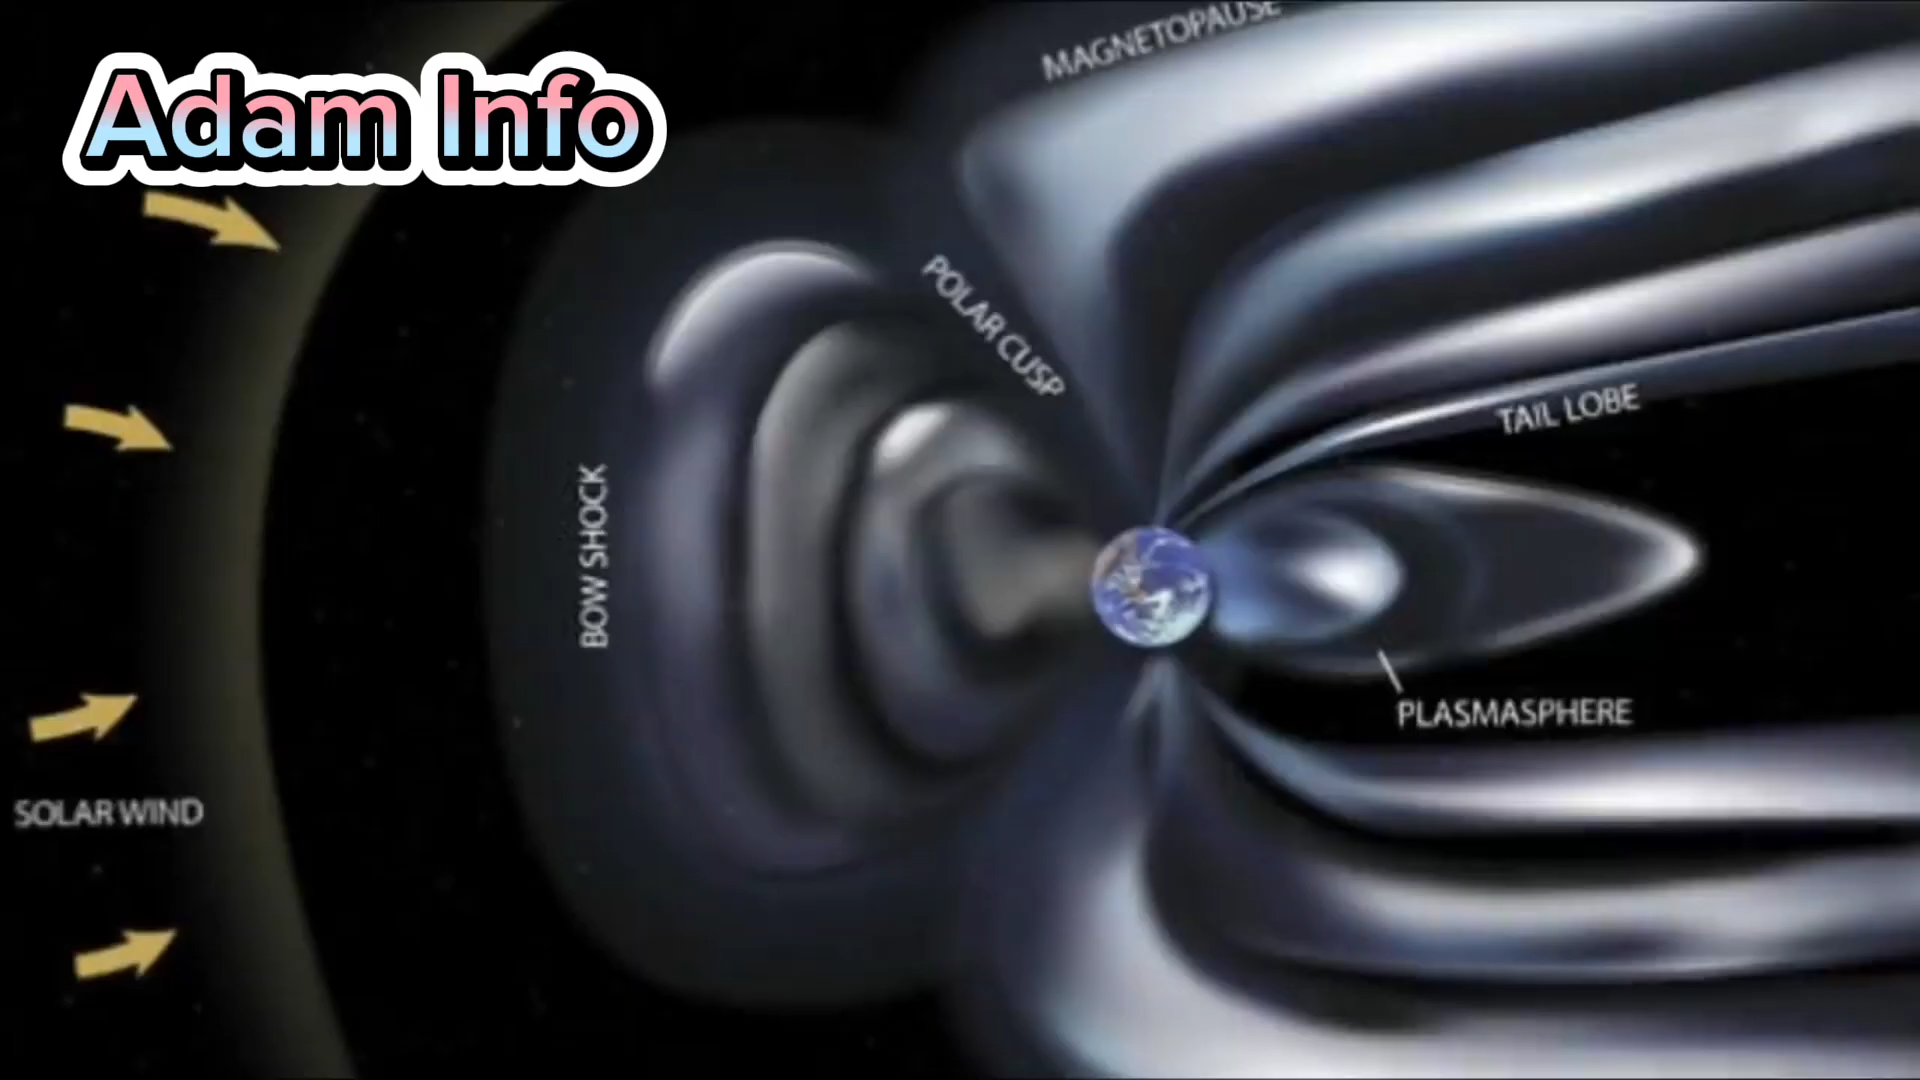 Adam Info
MAGNETOPAUSE
POLAR CUSP
TAIL LOBE
BOW SHOCK
PLASMASPHERE
SOLAR WIND